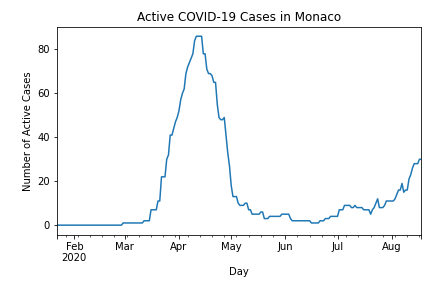 Active COVID-19 Cases in Monaco
Number of Active Cases
80
60
40
20
0
Feb Mar Apr May Jun Jul Aug
2020
Day